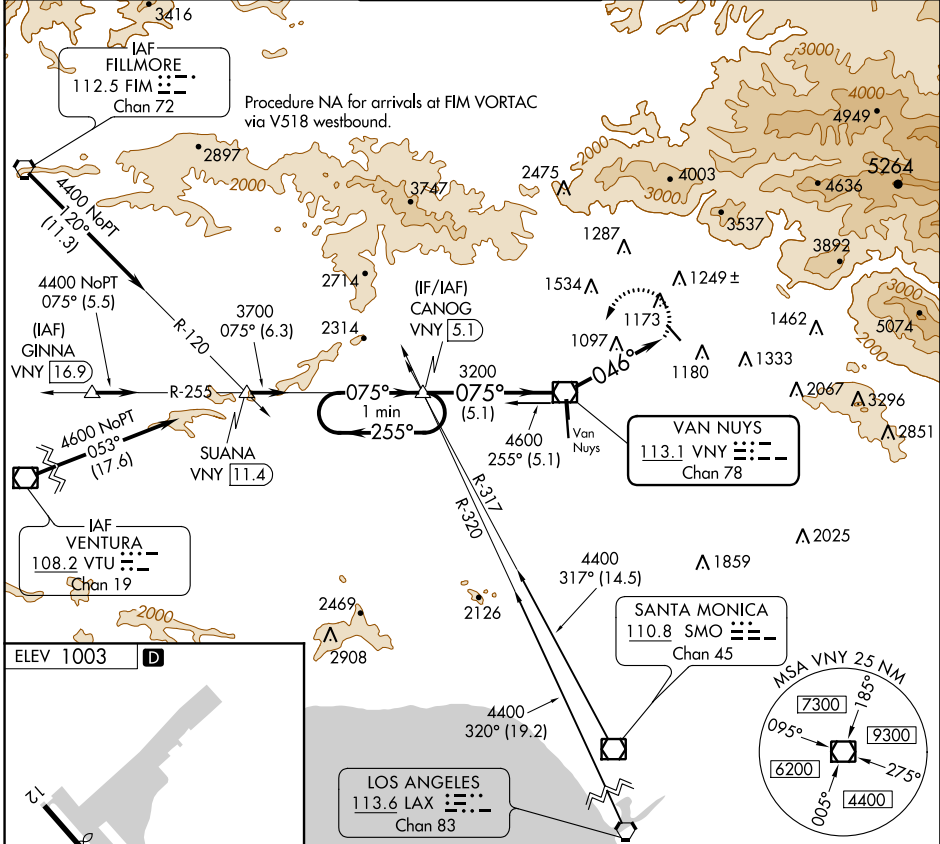 3416
IAF
FILLMORE
112.5 FIM
Chan 72
Procedure NA for arrivals at FIM VORTAC
via V518 westbound.
3000
4000
4949
2897
2000
3747
2475
2000
4003
3000
4636
5264
3537
3892
4400 NoPT
120°
(11.3)
1287
2714
1534
1249 ±
3000
5074
4400 NoPT
075° (5.5)
3700
075° (6.3)
(IF/IAF)
CANOG
VNY 5.1
1173
1462
R-120
2314
1097
(IAF)
GINNA
VNY 16.9
3200
046°
1180
1333
R-255
075°
1 min
255°
075°
(5.1)
2067
3296
2851
4600 NoPT
053°
(17.6)
SUANA
VNY 11.4
4600
255° (5.1)
Van
Nuys
VAN NUYS
113.1 VNY
Chan 78
R-317
R-320
IAF
VENTURA
108.2 VTU
Chan 19
2025
1859
4400
317° (14.5)
2000
2469
2126
2908
SANTA MONICA
110.8 SMO
Chan 45
ELEV 1003 D
MSA VNY 25 NM
7300
185°
095°
9300
6200
275°
005°
4400
4400
320° (19.2)
LOS ANGELES
113.6 LAX
Chan 83
12